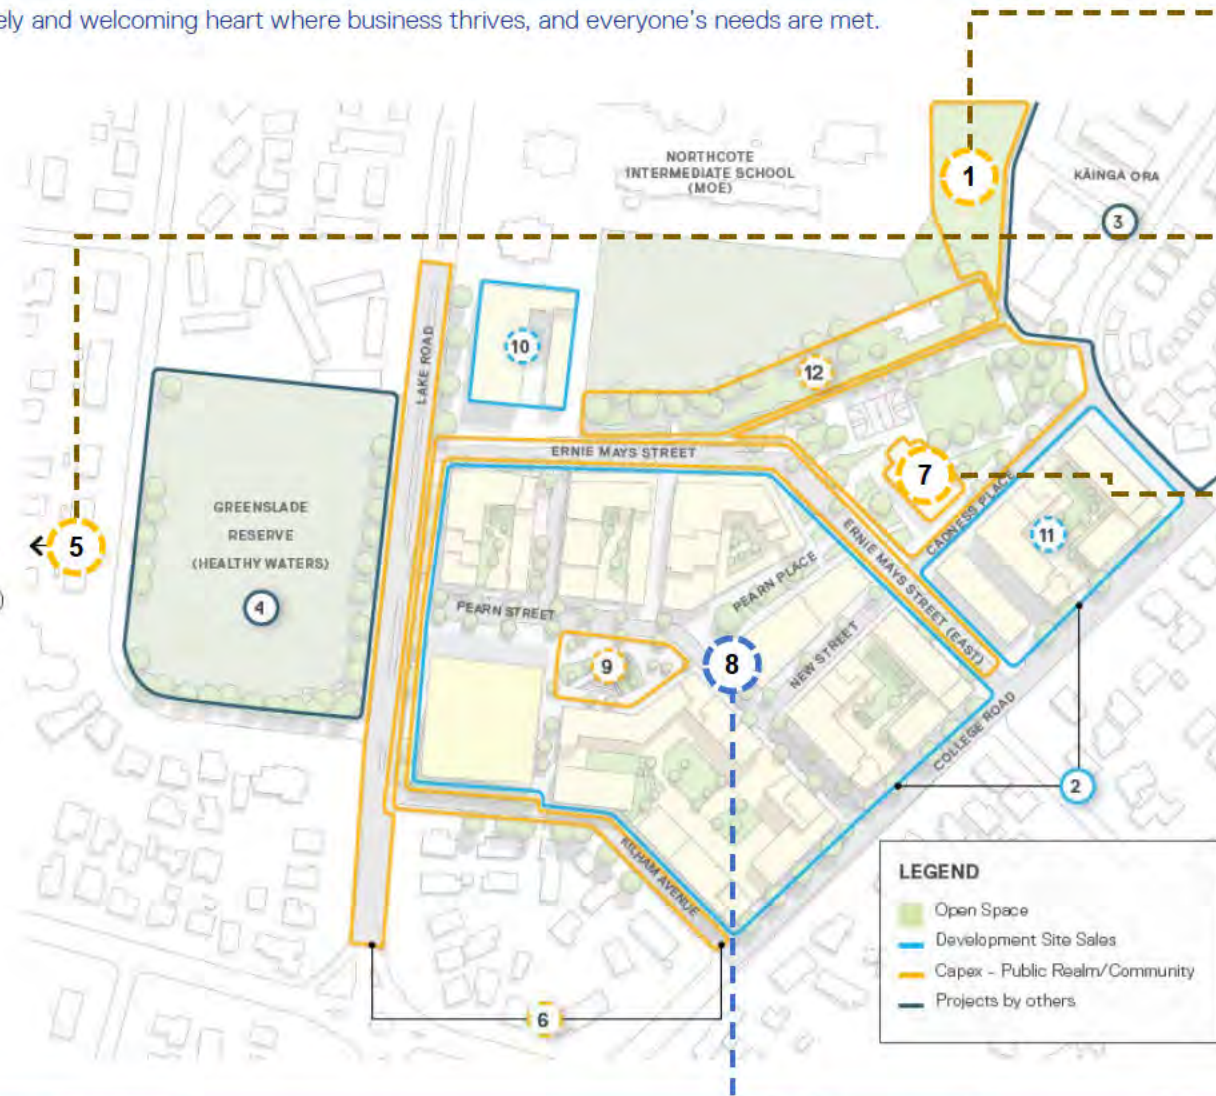 ely and welcoming heart where business thrives, and everyone's needs are met.
NORTHCOTE
INTERMEDIATE SCHOOL
(MOE)
1
KĀINGA ORA
3
10
LAKE ROAD
12
ERNIE MAYS STREET
7
CADNESS PLACE
11
GREENSLADE
RESERVE
(HEALTHY WATERS)
4
5
)
ERNIE MAYS STREET (EAST)
PEARN PLACE
PEARN STREET
NEW STREET
9
8
COLLEGE ROAD
2
KILHAM AVENUE
6
LEGEND
Open Space
Development Site Sales
Capex - Public Realm/Community
Projects by others